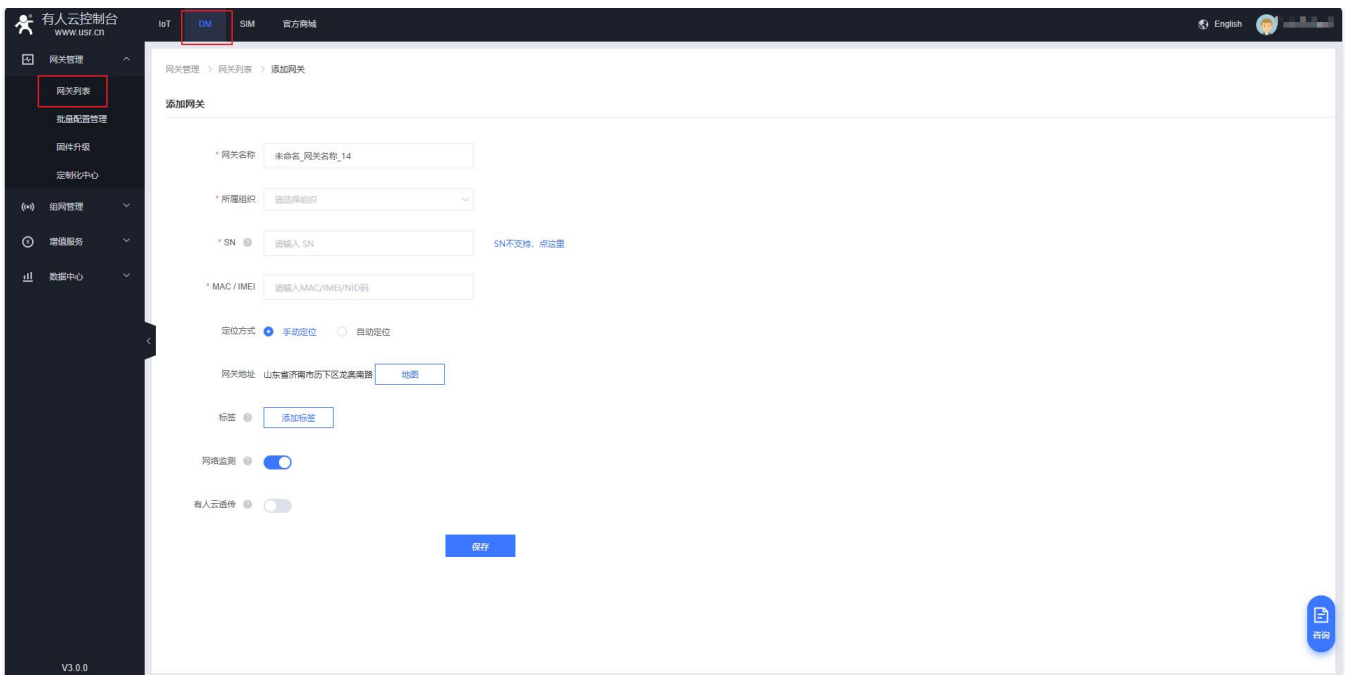 有人云控制台
www.usr.cn
IoT DM SIM 官方商城
English
网关管理
网关列表
批量配置管理
固件升级
定制化中心
组网管理
增值服务
数据中心
V3.0.0
网关管理 > 网关列表 > 添加网关
添加网关
* 网关名称 未命名_网关名称_14
* 所属组织 请选择组织
* SN 请输入 SN SN不支持，点这里
* MAC / IMEI 请输入MAC/IMEI/NID码
定位方式 手动定位 自动定位
网关地址 山东省济南市历下区龙奥南路 地图
标签 添加标签
网络监测
有人云透传
保存
咨询